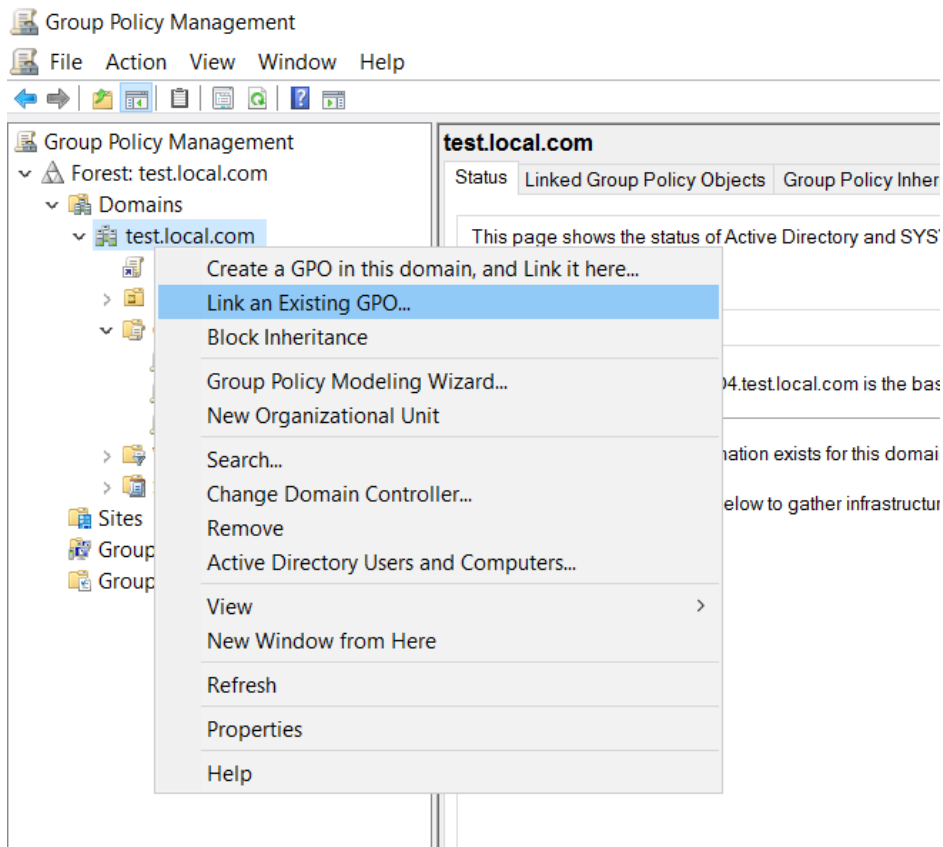 Group Policy Management
File Action View Window Help
Group Policy Management
Forest: test.local.com
Domains
test.local.com
Sites
Group
Group
test.local.com
Status Linked Group Policy Objects Group Policy Inher
This page shows the status of Active Directory and SYS
04.test.local.com is the bas
nation exists for this domai
elow to gather infrastructur
Create a GPO in this domain, and Link it here...
Link an Existing GPO...
Block Inheritance
Group Policy Modeling Wizard...
New Organizational Unit
Search...
Change Domain Controller...
Remove
Active Directory Users and Computers...
View
New Window from Here
Refresh
Properties
Help